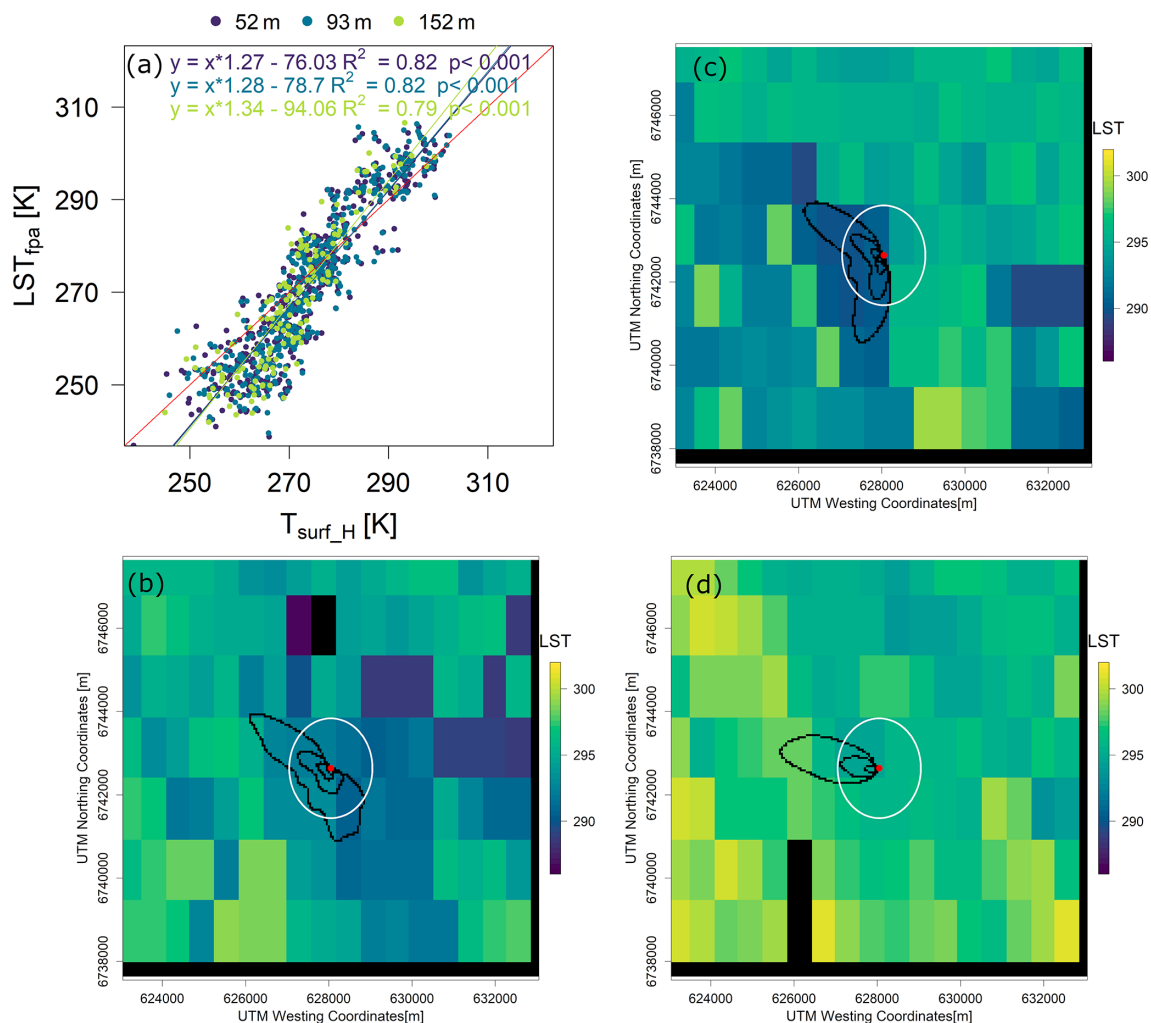 52 m 93 m 152 m
(a)
y = x*1.27 - 76.03 R² = 0.82 p< 0.001
y = x*1.28 - 78.7 R² = 0.82 p< 0.001
y = x*1.34 - 94.06 R² = 0.79 p< 0.001
310
290
270
250
LSTfpa [K]
250 270 290 310
Tsurf_H [K]
(c)
6746000
6744000
6742000
6740000
6738000
UTM Northing Coordinates [m]
624000 626000 628000 630000 632000
UTM Westing Coordinates[m]
LST
300
295
290
(b)
6746000
6744000
6742000
6740000
6738000
UTM Northing Coordinates [m]
624000 626000 628000 630000 632000
UTM Westing Coordinates[m]
LST
300
295
290
(d)
6746000
6744000
6742000
6740000
6738000
UTM Northing Coordinates [m]
624000 626000 628000 630000 632000
UTM Westing Coordinates[m]
LST
300
295
290